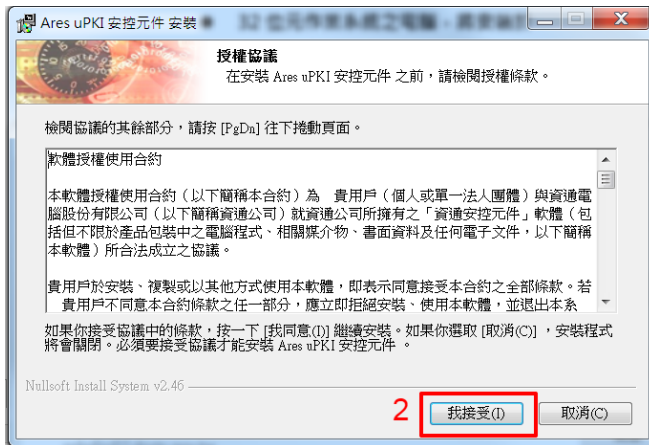 Ares uPKI 安控元件 安裝
授權協議
在安裝 Ares uPKI 安控元件 之前，請檢閱授權條款。
檢閱協議的其餘部分，請按 [PgDn] 往下捲動頁面。
軟體授權使用合約
本軟體授權使用合約（以下簡稱本合約）為　貴用戶（個人或單一法人團體）與資通電
腦股份有限公司（以下簡稱資通公司）就資通公司所擁有之「資通安控元件」軟體（包
括但不限於產品包裝中之電腦程式、相關媒介物、書面資料及任何電子文件，以下簡稱
本軟體）所合法成立之協議。
貴用戶於安裝、複製或以其他方式使用本軟體，即表示同意接受本合約之全部條款。若
貴用戶不同意本合約條款之任一部分，應立即拒絕安裝、使用本軟體，並退出本系
如果你接受協議中的條款，按一下 [我同意(I)] 繼續安裝。如果你選取 [取消(C)] ，安裝程式
將會關閉。必須要接受協議才能安裝 Ares uPKI 安控元件 。
Nullsoft Install System v2.46
2
我接受(I)
取消(C)